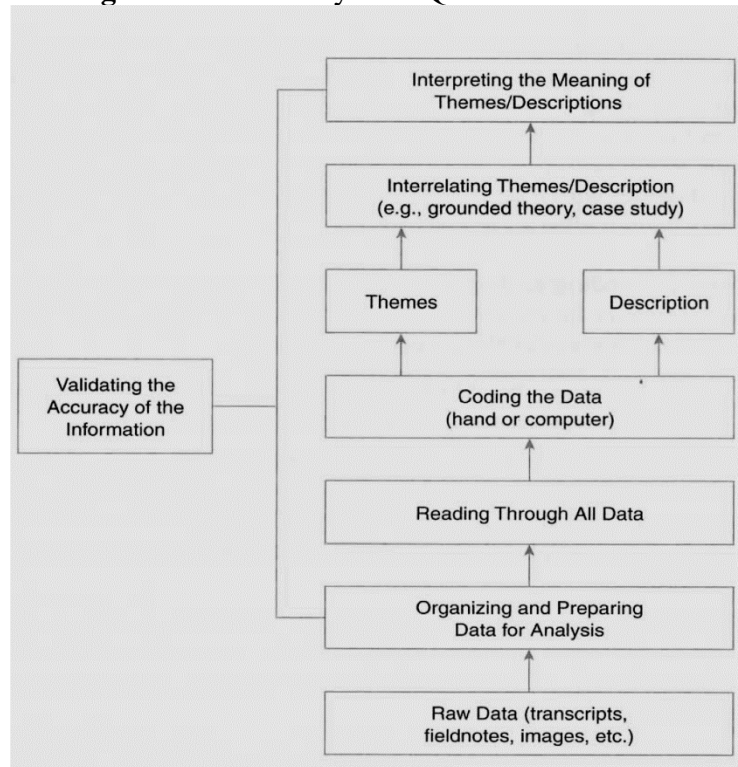 Interpreting the Meaning of
Themes/Descriptions
Interrelating Themes/Description
(e.g., grounded theory, case study)
Themes
Description
Validating the
Accuracy of the
Information
Coding the Data
(hand or computer)
Reading Through All Data
Organizing and Preparing
Data for Analysis
Raw Data (transcripts,
fieldnotes, images, etc.)